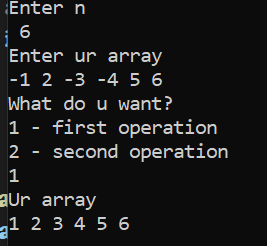 Enter n
6
Enter ur array
-1 2 -3 -4 5 6
What do u want?
1 - first operation
2 - second operation
1
Ur array
1 2 3 4 5 6